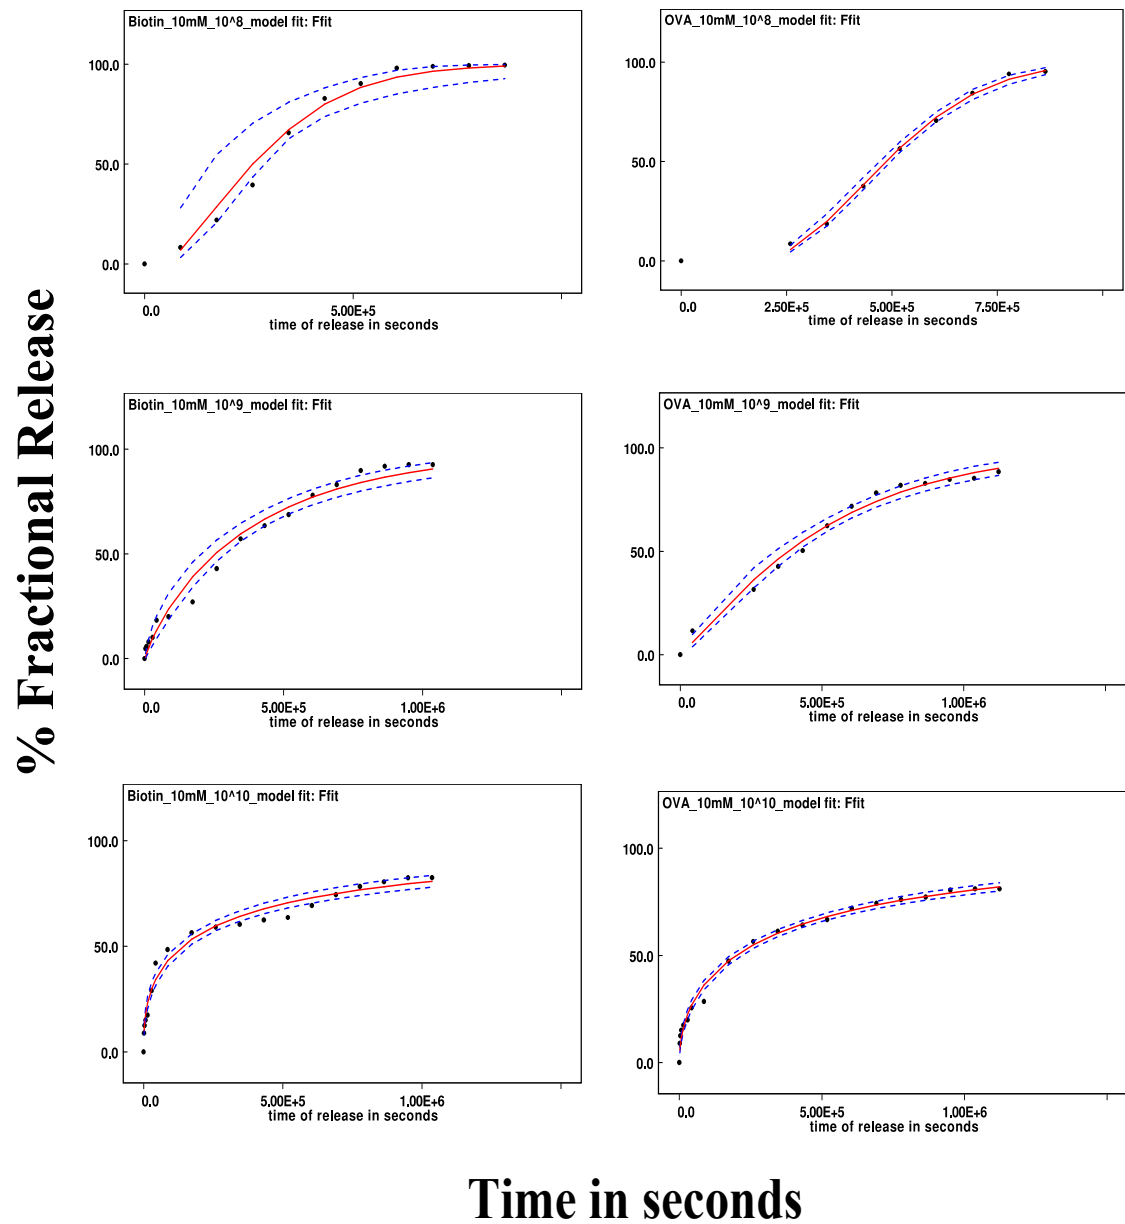 % Fractional Release
Biotin_10mM_10^8_model fit: Ffit
100.0
50.0
0.0
0.0
5.00E+5
time of release in seconds
OVA_10mM_10^8_model fit: Ffit
100.0
50.0
0.0
0.0
2.50E+5
5.00E+5
7.50E+5
time of release in seconds
Biotin_10mM_10^9_model fit: Ffit
100.0
50.0
0.0
0.0
5.00E+5
1.00E+6
time of release in seconds
OVA_10mM_10^9_model fit: Ffit
100.0
50.0
0.0
0.0
5.00E+5
1.00E+6
time of release in seconds
Biotin_10mM_10^10_model fit: Ffit
100.0
50.0
0.0
0.0
5.00E+5
1.00E+6
time of release in seconds
OVA_10mM_10^10_model fit: Ffit
100.0
50.0
0.0
0.0
5.00E+5
1.00E+6
time of release in seconds
Time in seconds